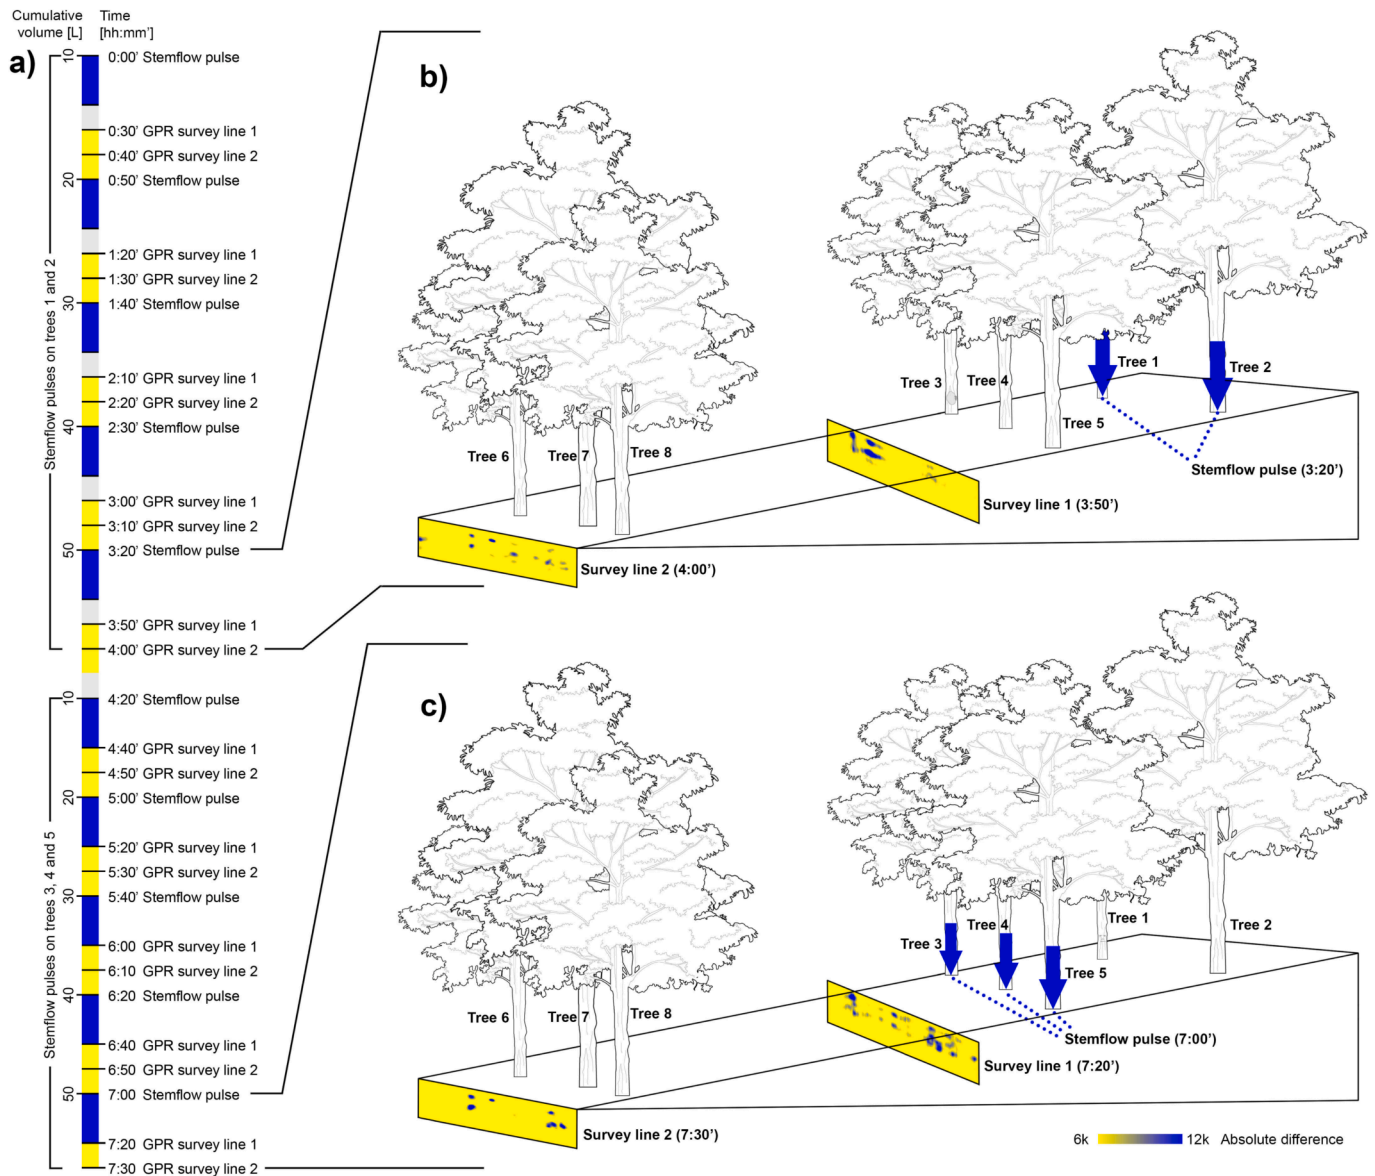 Cumulative volume [L]
Time [hh:mm']
a)
Stemflow pulses on trees 1 and 2
10
0:00' Stemflow pulse
0:30' GPR survey line 1
0:40' GPR survey line 2
20
0:50' Stemflow pulse
1:20' GPR survey line 1
1:30' GPR survey line 2
30
1:40' Stemflow pulse
2:10' GPR survey line 1
2:20' GPR survey line 2
40
2:30' Stemflow pulse
3:00' GPR survey line 1
3:10' GPR survey line 2
50
3:20' Stemflow pulse
3:50' GPR survey line 1
4:00' GPR survey line 2
Stemflow pulses on trees 3, 4 and 5
10
4:20' Stemflow pulse
4:40' GPR survey line 1
4:50' GPR survey line 2
20
5:00' Stemflow pulse
5:20' GPR survey line 1
5:30' GPR survey line 2
30
5:40' Stemflow pulse
6:00 GPR survey line 1
6:10 GPR survey line 2
40
6:20 Stemflow pulse
6:40 GPR survey line 1
6:50 GPR survey line 2
50
7:00 Stemflow pulse
7:20 GPR survey line 1
7:30 GPR survey line 2
b)
Tree 1
Tree 2
Tree 3
Tree 4
Tree 5
Tree 6
Tree 7
Tree 8
Stemflow pulse (3:20')
Survey line 1 (3:50')
Survey line 2 (4:00')
c)
Tree 1
Tree 2
Tree 3
Tree 4
Tree 5
Tree 6
Tree 7
Tree 8
Stemflow pulse (7:00')
Survey line 1 (7:20')
Survey line 2 (7:30')
6k
12k
Absolute difference